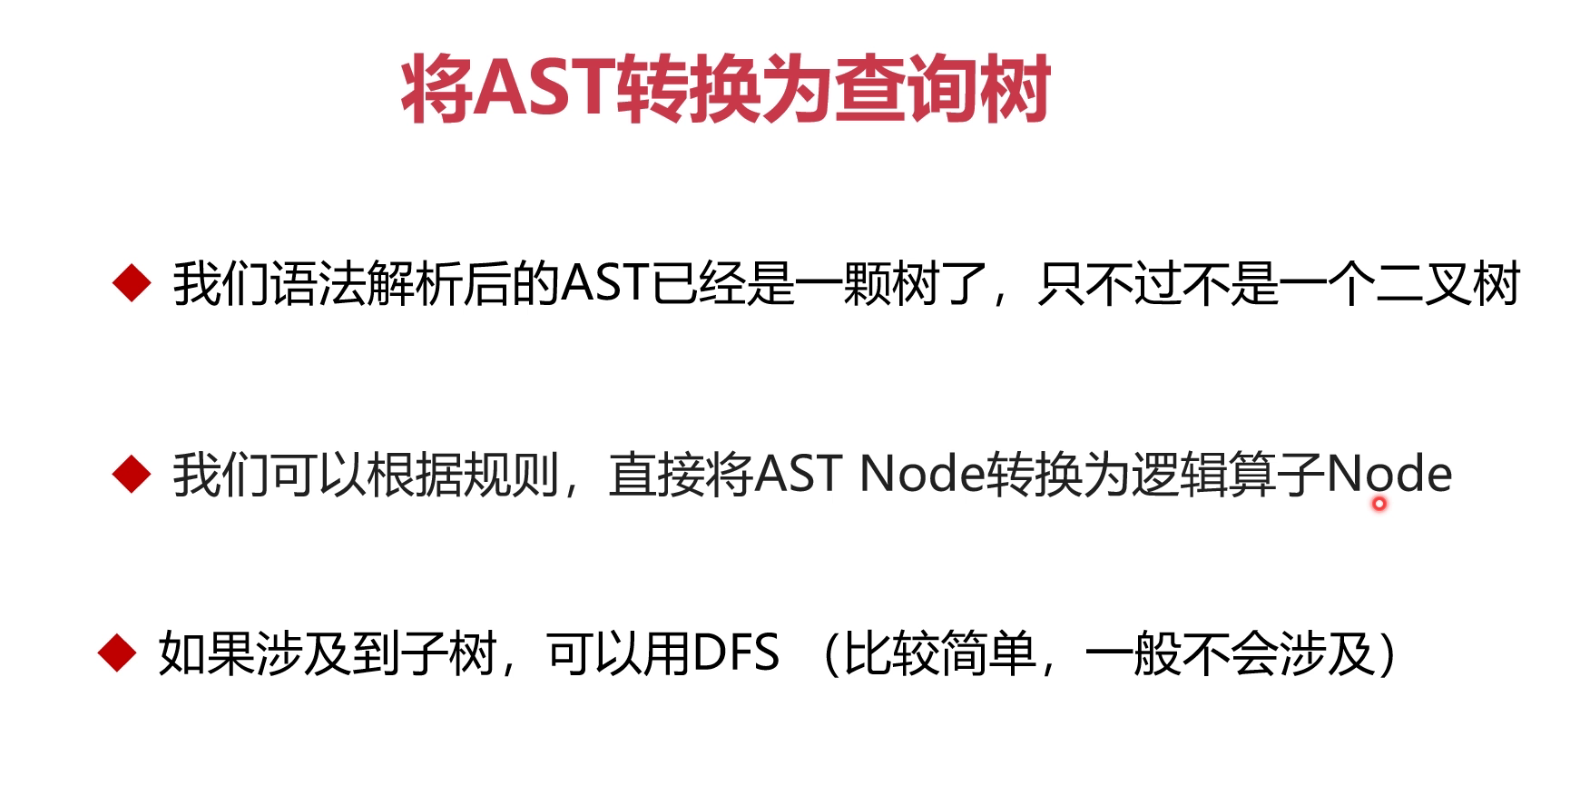 将AST转换为查询树
我们语法解析后的AST已经是一颗树了，只不过不是一个二叉树
我们可以根据规则，直接将AST Node转换为逻辑算子Node
如果涉及到子树，可以用DFS （比较简单，一般不会涉及）